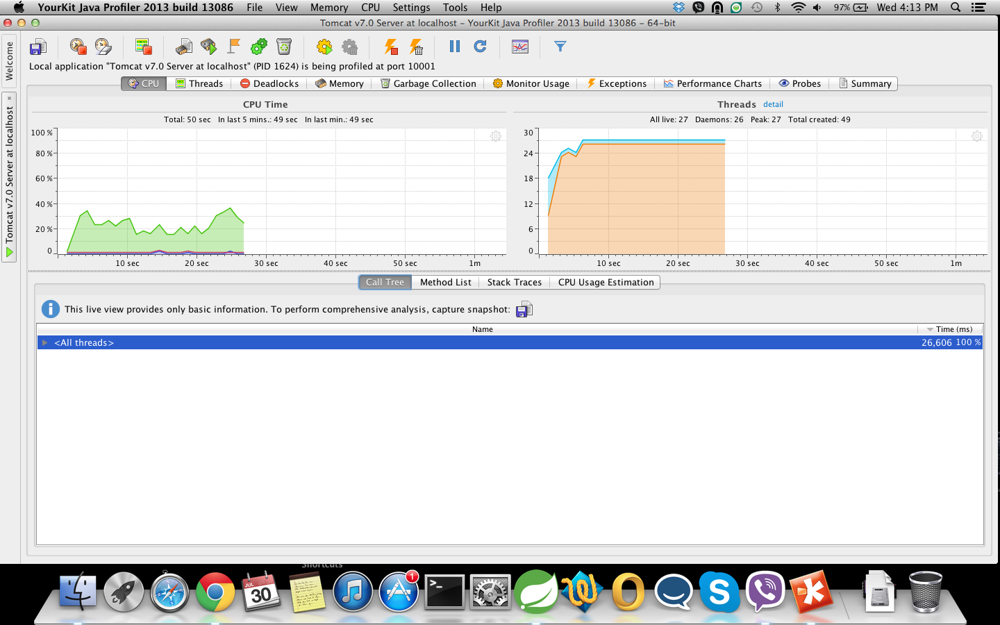 YourKit Java Profiler 2013 build 13086 File View Memory CPU Settings Tools Help 97% Wed 4:13 PM
Tomcat v7.0 Server at localhost - YourKit Java Profiler 2013 build 13086 - 64-bit
Welcome
Tomcat v7.0 Server at localhost
Local application "Tomcat v7.0 Server at localhost" (PID 1624) is being profiled at port 10001
CPU Threads Deadlocks Memory Garbage Collection Monitor Usage Exceptions Performance Charts Probes Summary
CPU Time
Total: 50 sec In last 5 mins.: 49 sec In last min.: 49 sec
100 %
80 %
60 %
40 %
20 %
0
10 sec 20 sec 30 sec 40 sec 50 sec 1m
Threads detail
All live: 27 Daemons: 26 Peak: 27 Total created: 49
30
24
18
12
6
0
10 sec 20 sec 30 sec 40 sec 50 sec 1m
Call Tree Method List Stack Traces CPU Usage Estimation
This live view provides only basic information. To perform comprehensive analysis, capture snapshot:
Name Time (ms)
<All threads> 26,606 100 %
Shortcuts
JUL
30
1
>_
S